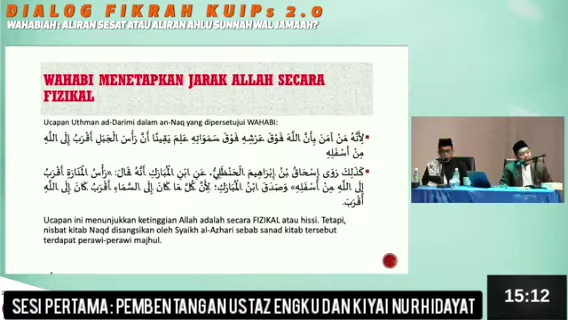 DIALOG FIKRAH KUIPs 2.0
WAHABIAH : ALIRAN SESAT ATAU ALIRAN AHLU SUNNAH WAL JAMAAH?
WAHABI MENETAPKAN JARAK ALLAH SECARA
FIZIKAL
Ucapan Uthman ad-Darimi dalam an-Naq yang dipersetujui WAHABI:
لِأَنَّهُ مَنْ آمَنَ بِأَنَّ اللَّهَ فَوْقَ عَرْشِهِ فَوْقَ سَمَوَاتِهِ عَلِمَ يَقِينًا أَنَّ رَأْسَ الْجَبَلِ أَقْرَبُ إِلَى اللَّهِ
مِنْ أَسْفَلِهِ
كَذَلِكَ رَوَى إِسْحَاقُ بْنُ إِبْرَاهِيمَ الْحَنْظَلِيُّ، عَنِ ابْنِ الْمُبَارَكِ أَنَّهُ قَالَ: «رَأْسُ الْمَنَارَةِ أَقْرَبُ
إِلَى اللَّهِ مِنْ أَسْفَلِهِ» وَصَدَقَ ابْنُ الْمُبَارَكِ؛ لِأَنَّ كُلَّ مَا كَانَ إِلَى السَّمَاءِ أَقْرَبَ كَانَ إِلَى اللَّهِ
أَقْرَبَ.
Ucapan ini menunjukkan ketinggian Allah adalah secara FIZIKAL atau hissi. Tetapi,
nisbat kitab Naqd disangsikan oleh Syaikh al-Azhari sebab sanad kitab tersebut
terdapat perawi-perawi majhul.
SESI PERTAMA : PEMBENTANGAN USTAZ ENGKU DAN KIYAI NURHIDAYAT
15:12